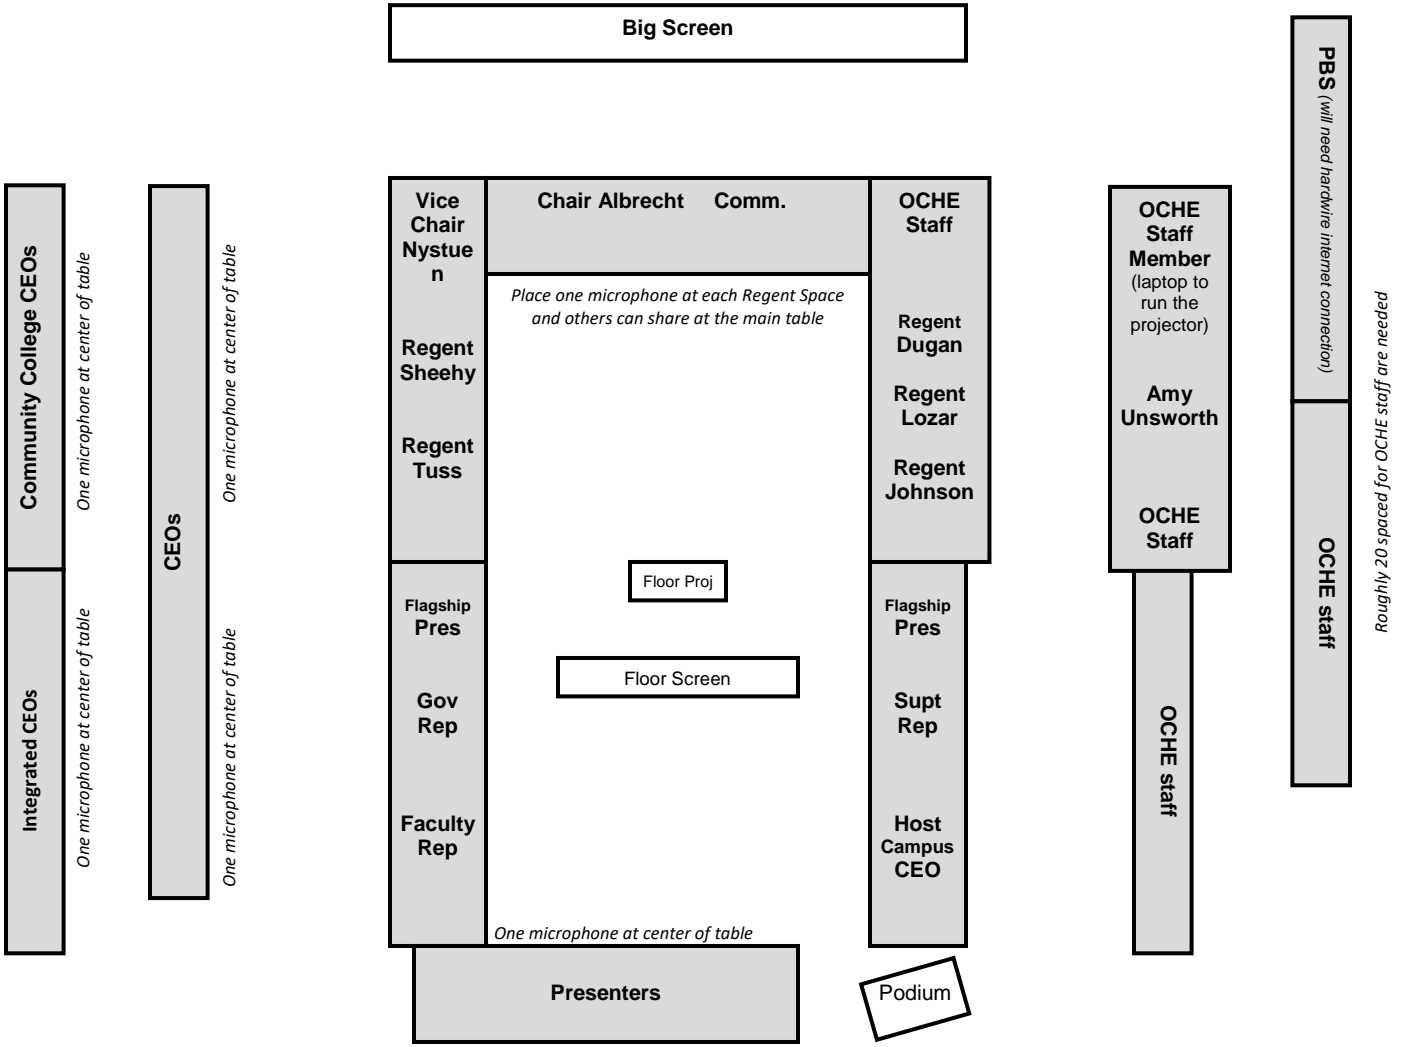 Big Screen
Community College CEOs
One microphone at center of table
Integrated CEOs
One microphone at center of table
CEOs
One microphone at center of table
One microphone at center of table
Vice
Chair
Nystue
n
Regent
Sheehy
Regent
Tuss
Flagship
Pres
Gov
Rep
Faculty
Rep
Chair Albrecht Comm.
Place one microphone at each Regent Space
and others can share at the main table
Floor Proj
Floor Screen
One microphone at center of table
Presenters
OCHE
Staff
Regent
Dugan
Regent
Lozar
Regent
Johnson
Flagship
Pres
Supt
Rep
Host
Campus
CEO
Podium
OCHE
Staff
Member
(laptop to
run the
projector)
Amy
Unsworth
OCHE
Staff
OCHE staff
PBS (will need hardwire internet connection)
OCHE staff
Roughly 20 spaced for OCHE staff are needed